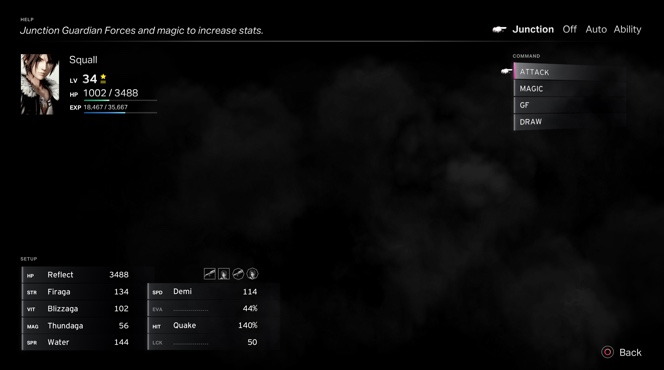 HELP
Junction Guardian Forces and magic to increase stats.
Junction Off Auto Ability
Squall
LV 34
HP 1002 / 3488
EXP 18,467 / 35,667
COMMAND
ATTACK
MAGIC
GF
DRAW
SETUP
HP Reflect 3488
STR Firaga 134
VIT Blizzaga 102
MAG Thundaga 56
SPR Water 144
SPD Demi 114
EVA ............... 44%
HIT Quake 140%
LCK ............... 50
Back